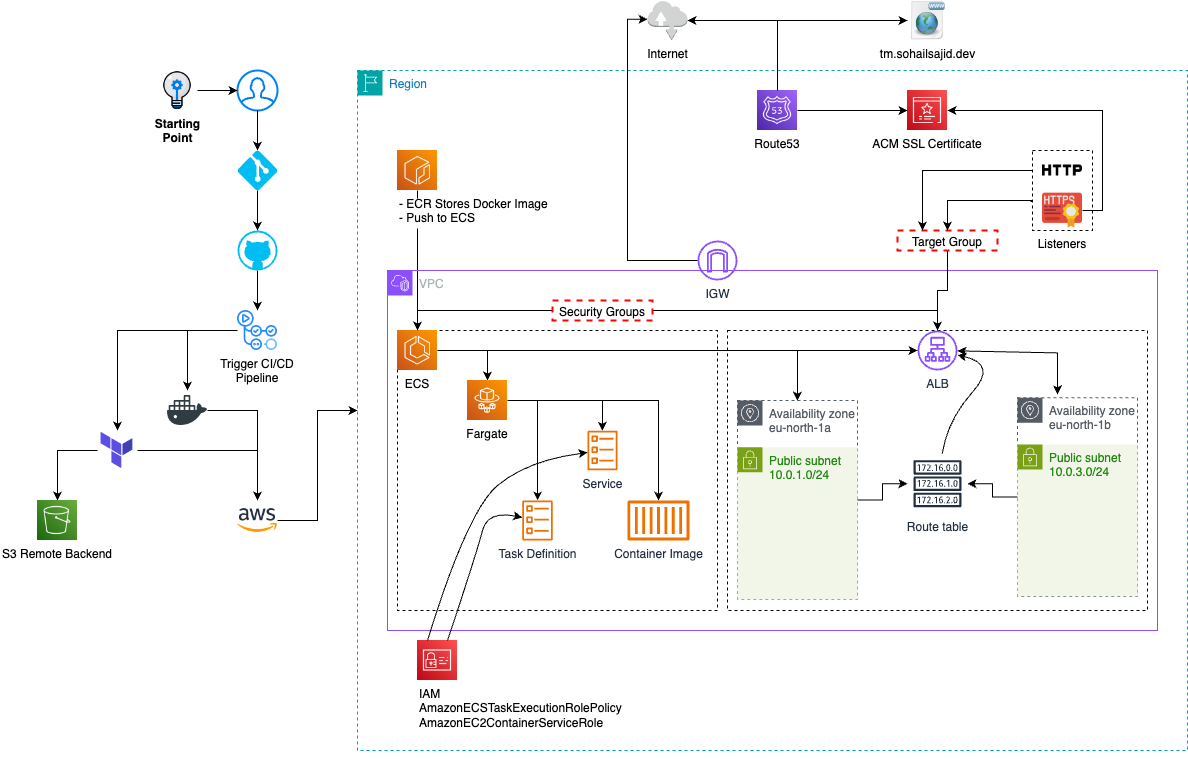 WWW
Internet
tm.sohailsajid.dev
Region
Starting
Point
53
Route53
ACM SSL Certificate
- ECR Stores Docker Image
- Push to ECS
HTTP
HTTPS
Listeners
Target Group
IGW
VPC
Security Groups
Trigger CI/CD
Pipeline
ECS
ALB
Fargate
Availability zone
eu-north-1a
Availability zone
eu-north-1b
Public subnet
10.0.1.0/24
Public subnet
10.0.3.0/24
172.16.0.0
172.16.1.0
172.16.2.0
Route table
Service
aws
S3 Remote Backend
Task Definition
Container Image
IAM
AmazonECSTaskExecutionRolePolicy
AmazonEC2ContainerServiceRole